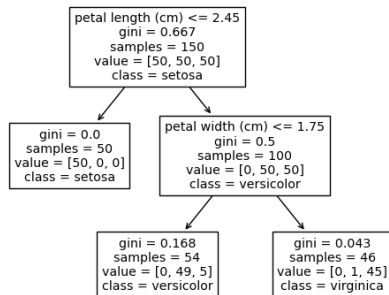 petal length (cm) <= 2.45
gini = 0.667
samples = 150
value = [50, 50, 50]
class = setosa
gini = 0.0
samples = 50
value = [50, 0, 0]
class = setosa
petal width (cm) <= 1.75
gini = 0.5
samples = 100
value = [0, 50, 50]
class = versicolor
gini = 0.168
samples = 54
value = [0, 49, 5]
class = versicolor
gini = 0.043
samples = 46
value = [0, 1, 45]
class = virginica